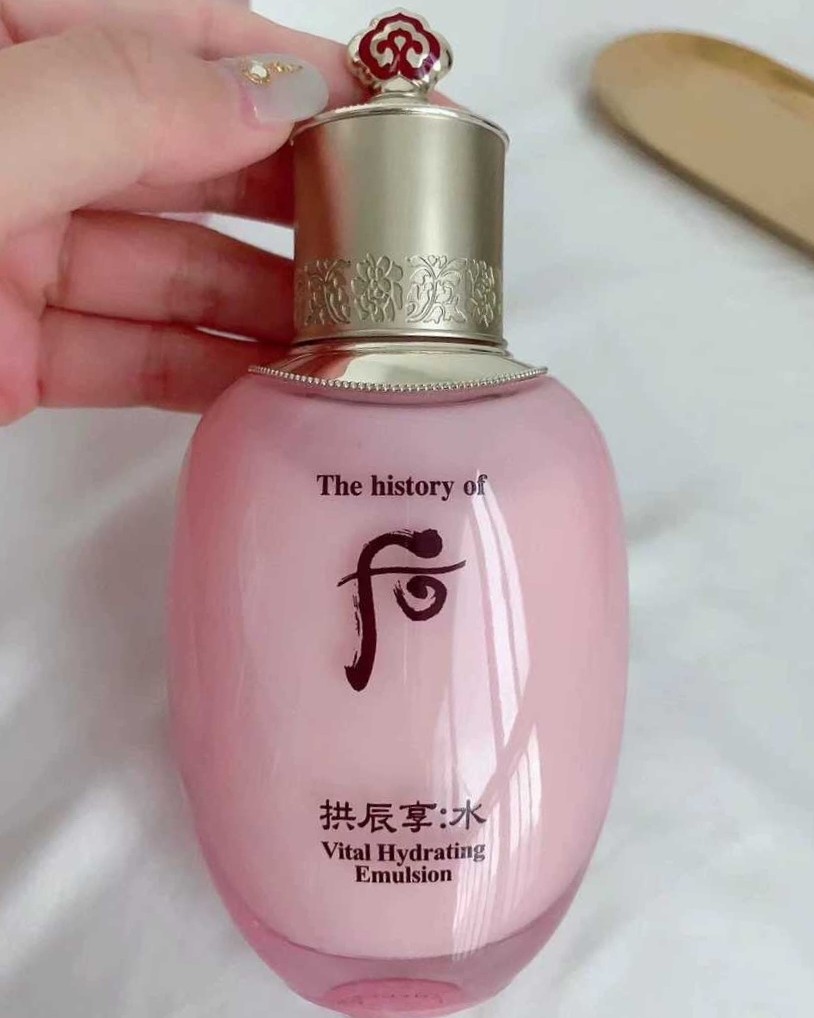 The history of
后
拱辰享:水
Vital Hydrating
Emulsion